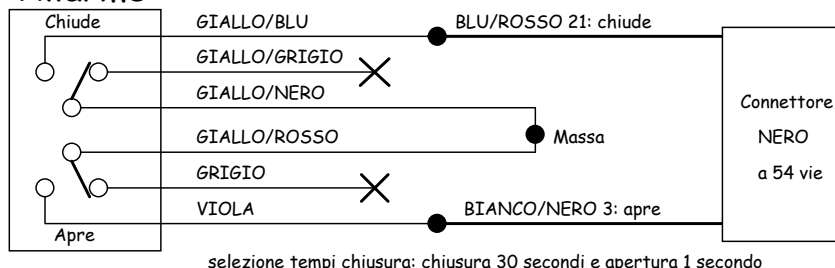 Chiude
GIALLO/BLU
BLU/ROSSO 21: chiude
GIALLO/GRIGIO
GIALLO/NERO
Connettore
NERO
a 54 vie
GIALLO/ROSSO
Massa
GRIGIO
VIOLA
BIANCO/NERO 3: apre
Apre
selezione tempi chiusura: chiusura 30 secondi e apertura 1 secondo